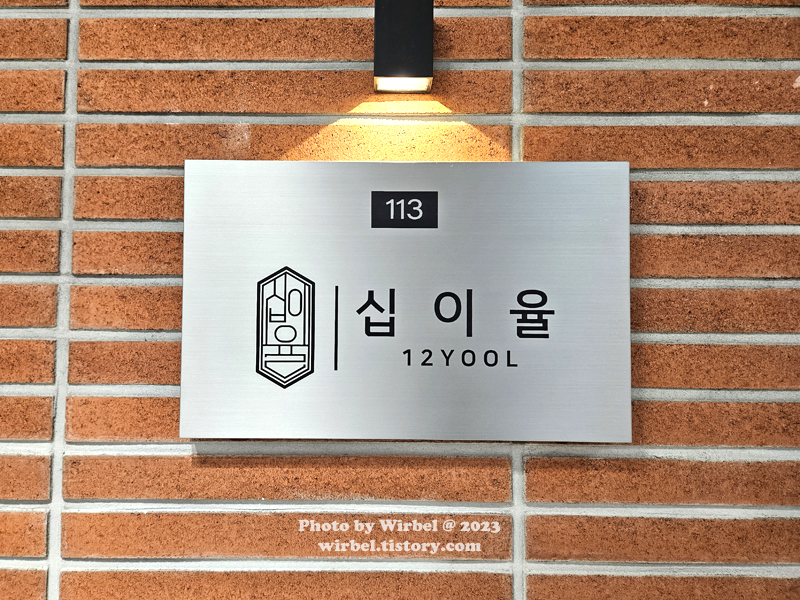 113
십이율
12YOOL
Photo by Wirbel @ 2023
wirbel.tistory.com